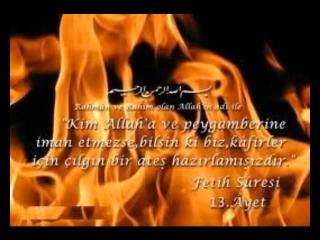 بسم الله الرحمن الرحيم
Rahman ve Rahim olan Allah'ın adı ile
"Kim Allah'a ve peygamberine
iman etmezse,bilsin ki biz,kafirler
için çılgın bir ateş hazırlamışızdır."
Fetih Suresi
13.Ayet